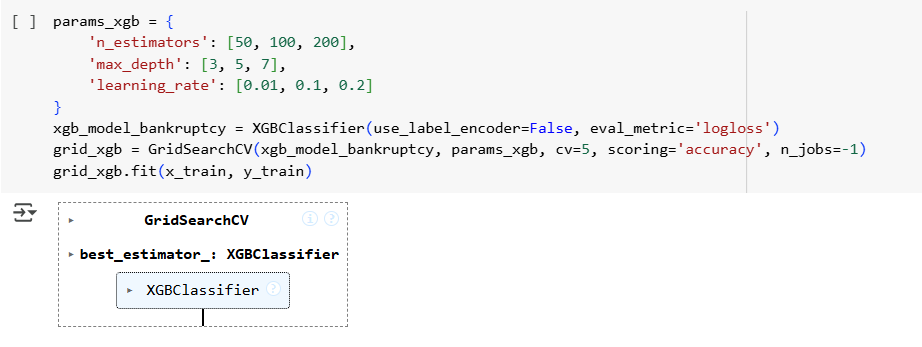 [ ] params_xgb = {
    'n_estimators': [50, 100, 200],
    'max_depth': [3, 5, 7],
    'learning_rate': [0.01, 0.1, 0.2]
}
xgb_model_bankruptcy = XGBClassifier(use_label_encoder=False, eval_metric='logloss')
grid_xgb = GridSearchCV(xgb_model_bankruptcy, params_xgb, cv=5, scoring='accuracy', n_jobs=-1)
grid_xgb.fit(x_train, y_train)
GridSearchCV i ?
best_estimator_: XGBClassifier
XGBClassifier ?